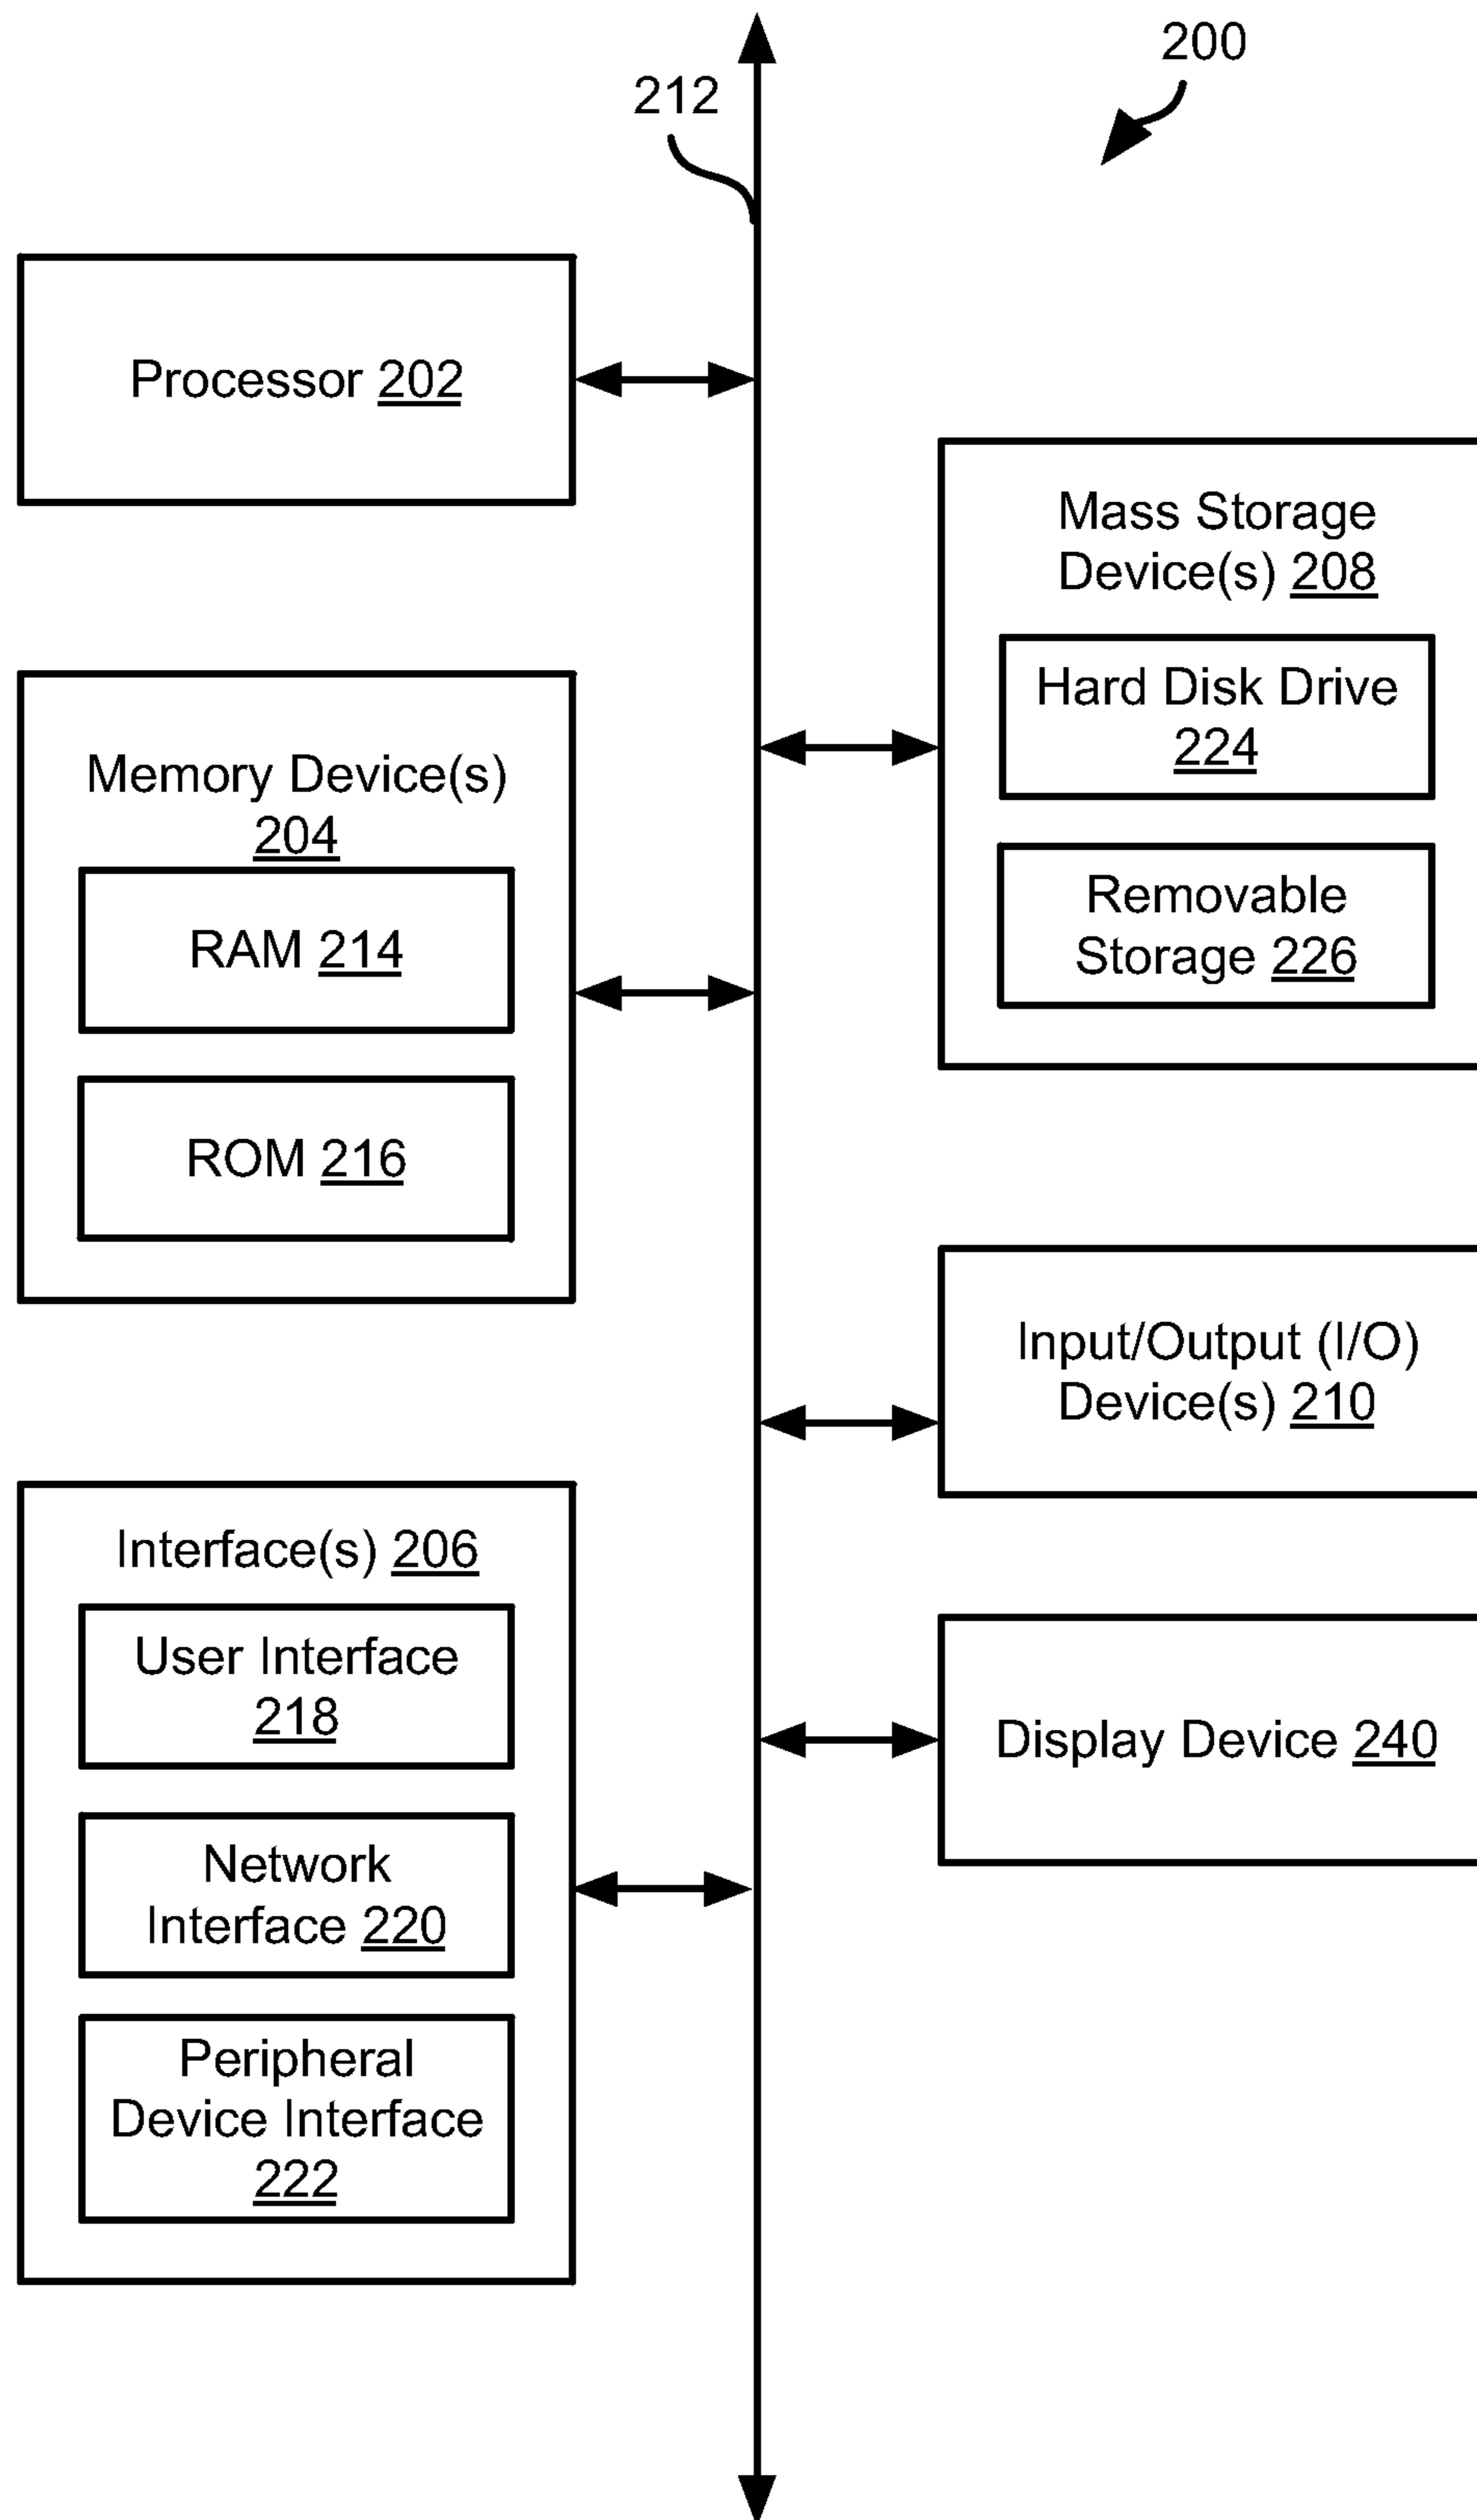 200
212
Processor 202
Mass Storage
Device(s) 208
Hard Disk Drive
224
Removable
Storage 226
Memory Device(s)
204
RAM 214
ROM 216
Input/Output (I/O)
Device(s) 210
Interface(s) 206
User Interface
218
Network
Interface 220
Peripheral
Device Interface
222
Display Device 240